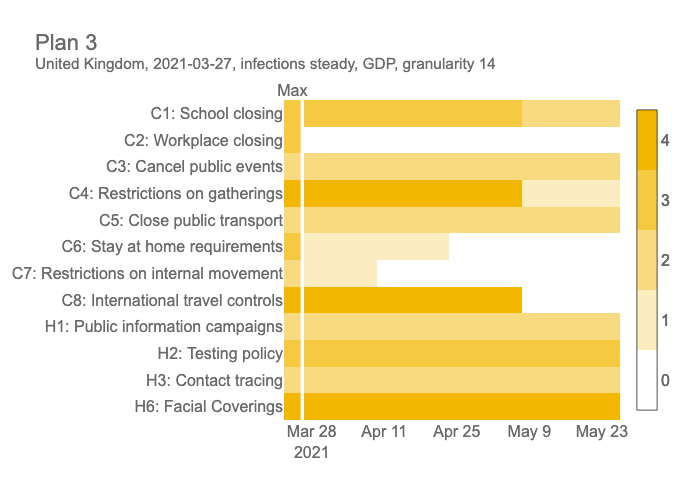 Plan 3
United Kingdom, 2021-03-27, infections steady, GDP, granularity 14
Max
C1: School closing
C2: Workplace closing
C3: Cancel public events
C4: Restrictions on gatherings
C5: Close public transport
C6: Stay at home requirements
C7: Restrictions on internal movement
C8: International travel controls
H1: Public information campaigns
H2: Testing policy
H3: Contact tracing
H6: Facial Coverings
4
3
2
1
0
Mar 28 Apr 11 Apr 25 May 9 May 23
2021